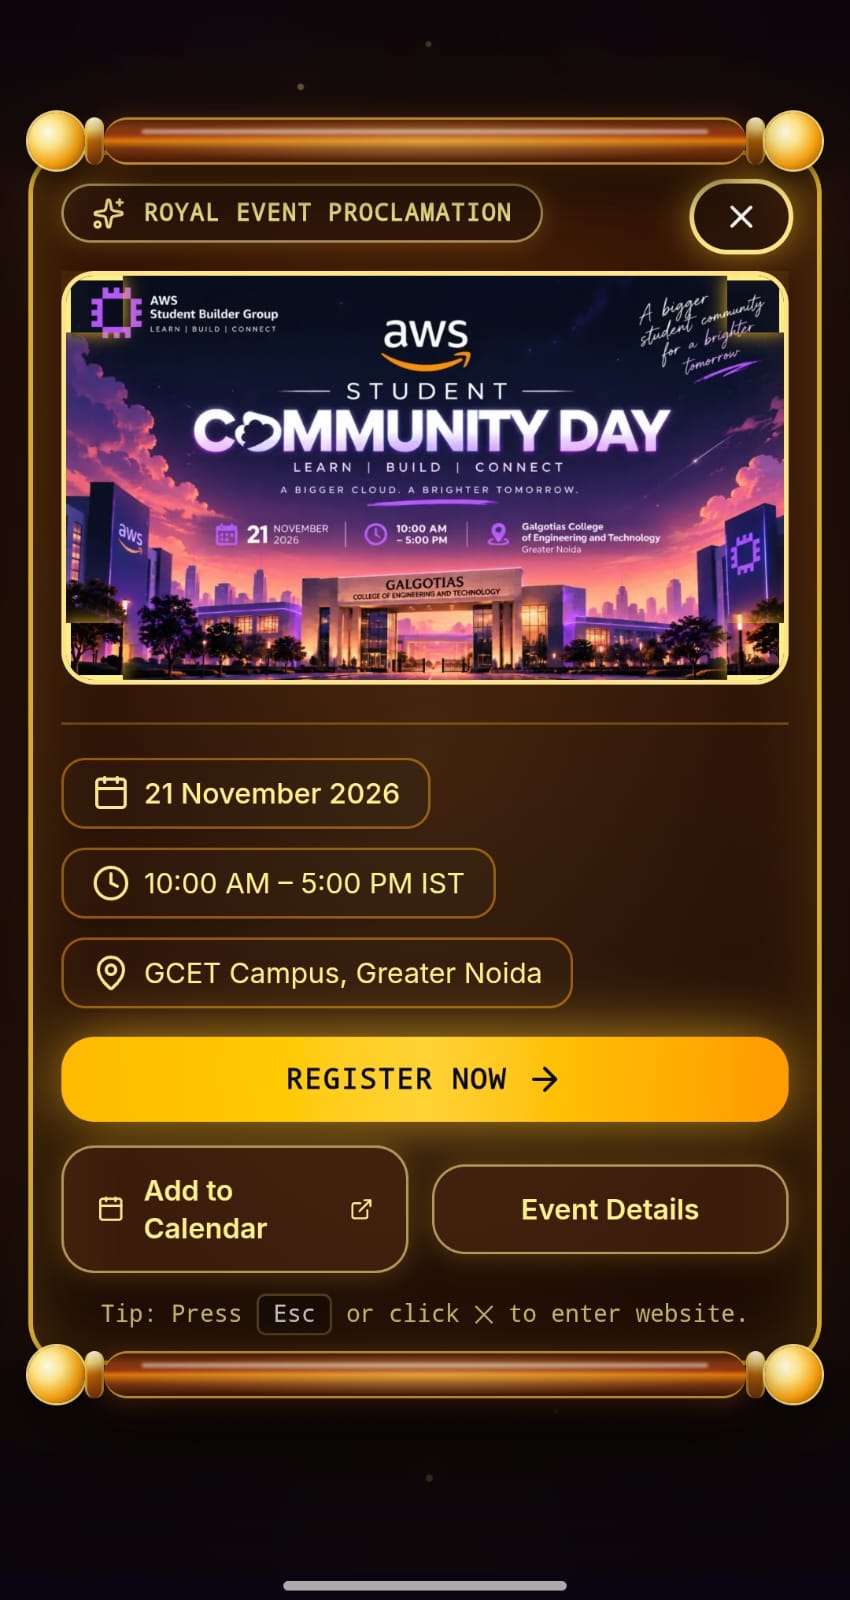 ROYAL EVENT PROCLAMATION
AWS
Student Builder Group
LEARN | BUILD | CONNECT
A bigger
student community
for a brighter
tomorrow
aws
STUDENT
COMMUNITY DAY
LEARN | BUILD | CONNECT
A BIGGER CLOUD. A BRIGHTER TOMORROW.
21 NOVEMBER
2026
10:00 AM
– 5:00 PM
Galgotias College
of Engineering and Technology
Greater Noida
aws
GALGOTIAS
COLLEGE OF ENGINEERING AND TECHNOLOGY
21 November 2026
10:00 AM – 5:00 PM IST
GCET Campus, Greater Noida
REGISTER NOW →
Add to
Calendar
Event Details
Tip: Press Esc or click ✕ to enter website.